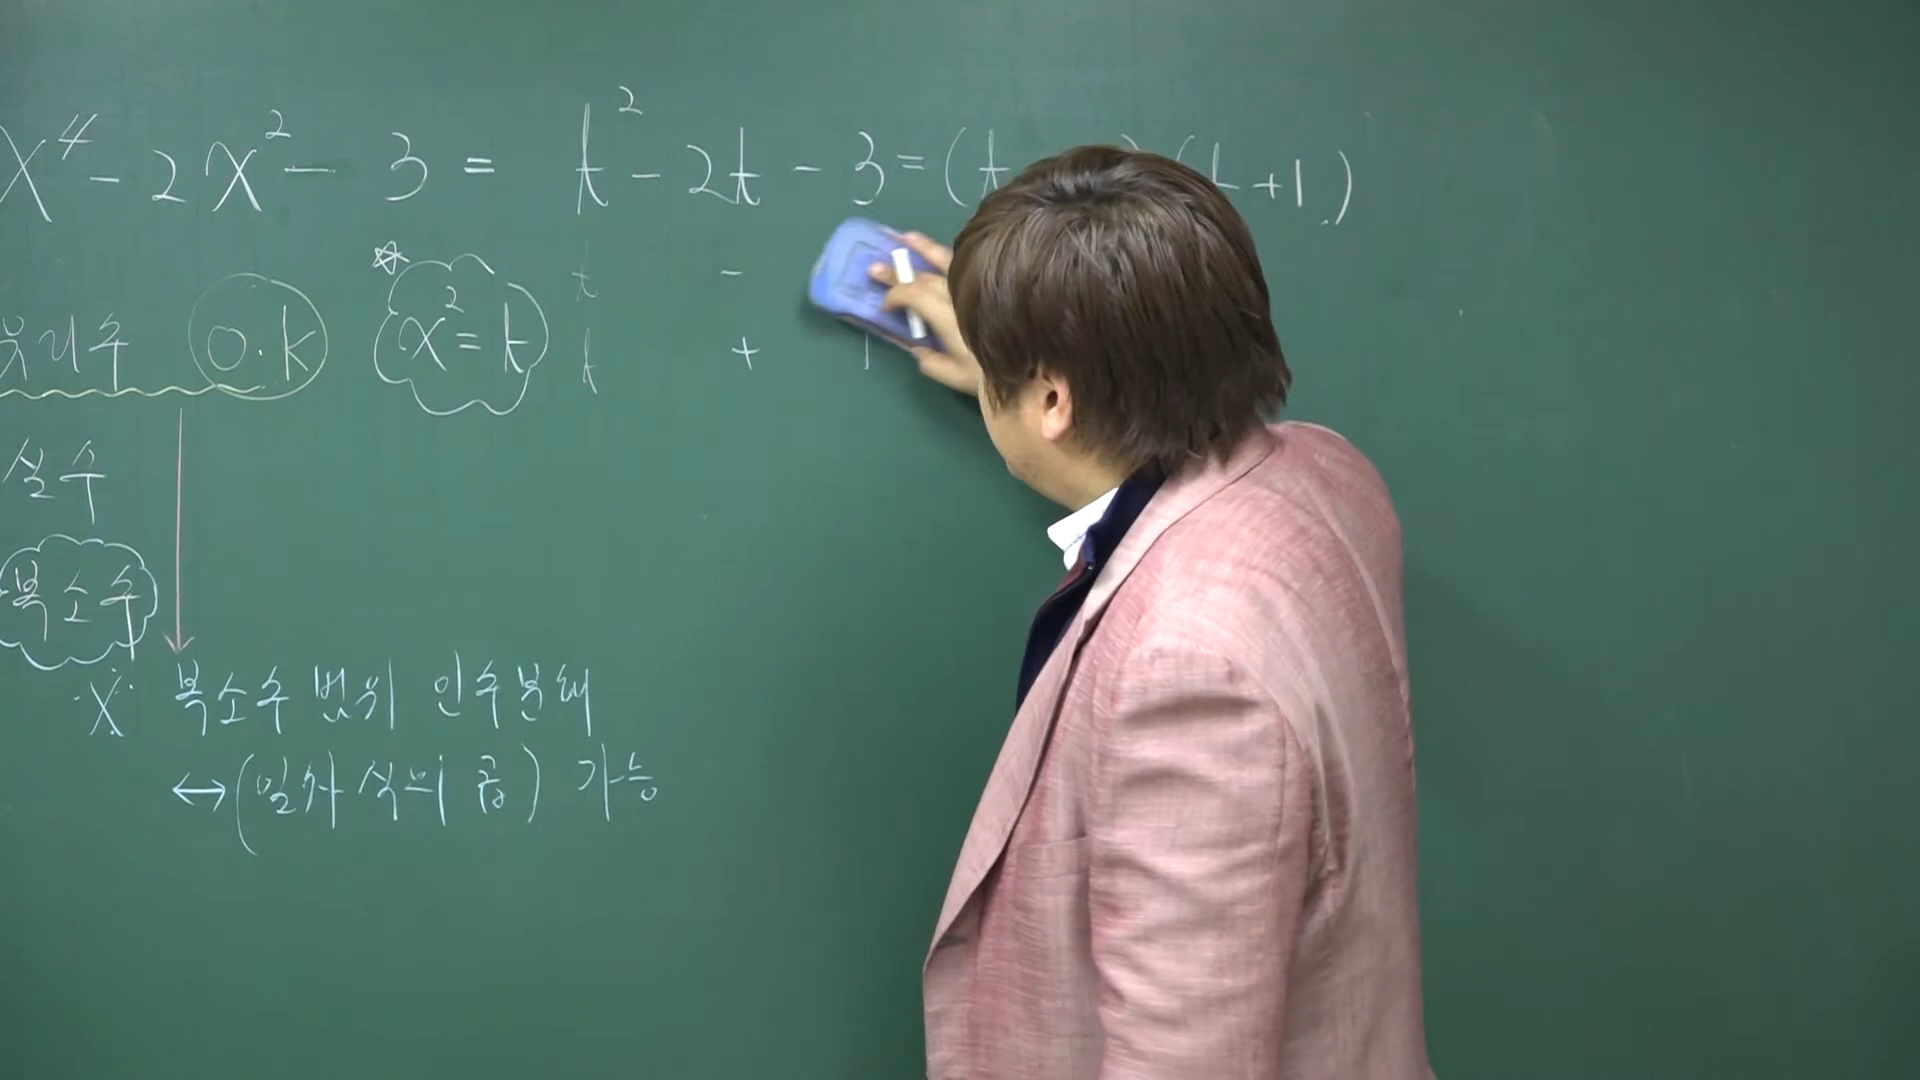 x⁴ - 2x² - 3 = t² - 2t - 3 = (t ) (t+1)
t -
t + 1
유리수 O.K
☆ x² = t
실수
복소수
※ 복소수 범위 인수분해
↔ (일차식의 곱) 가능